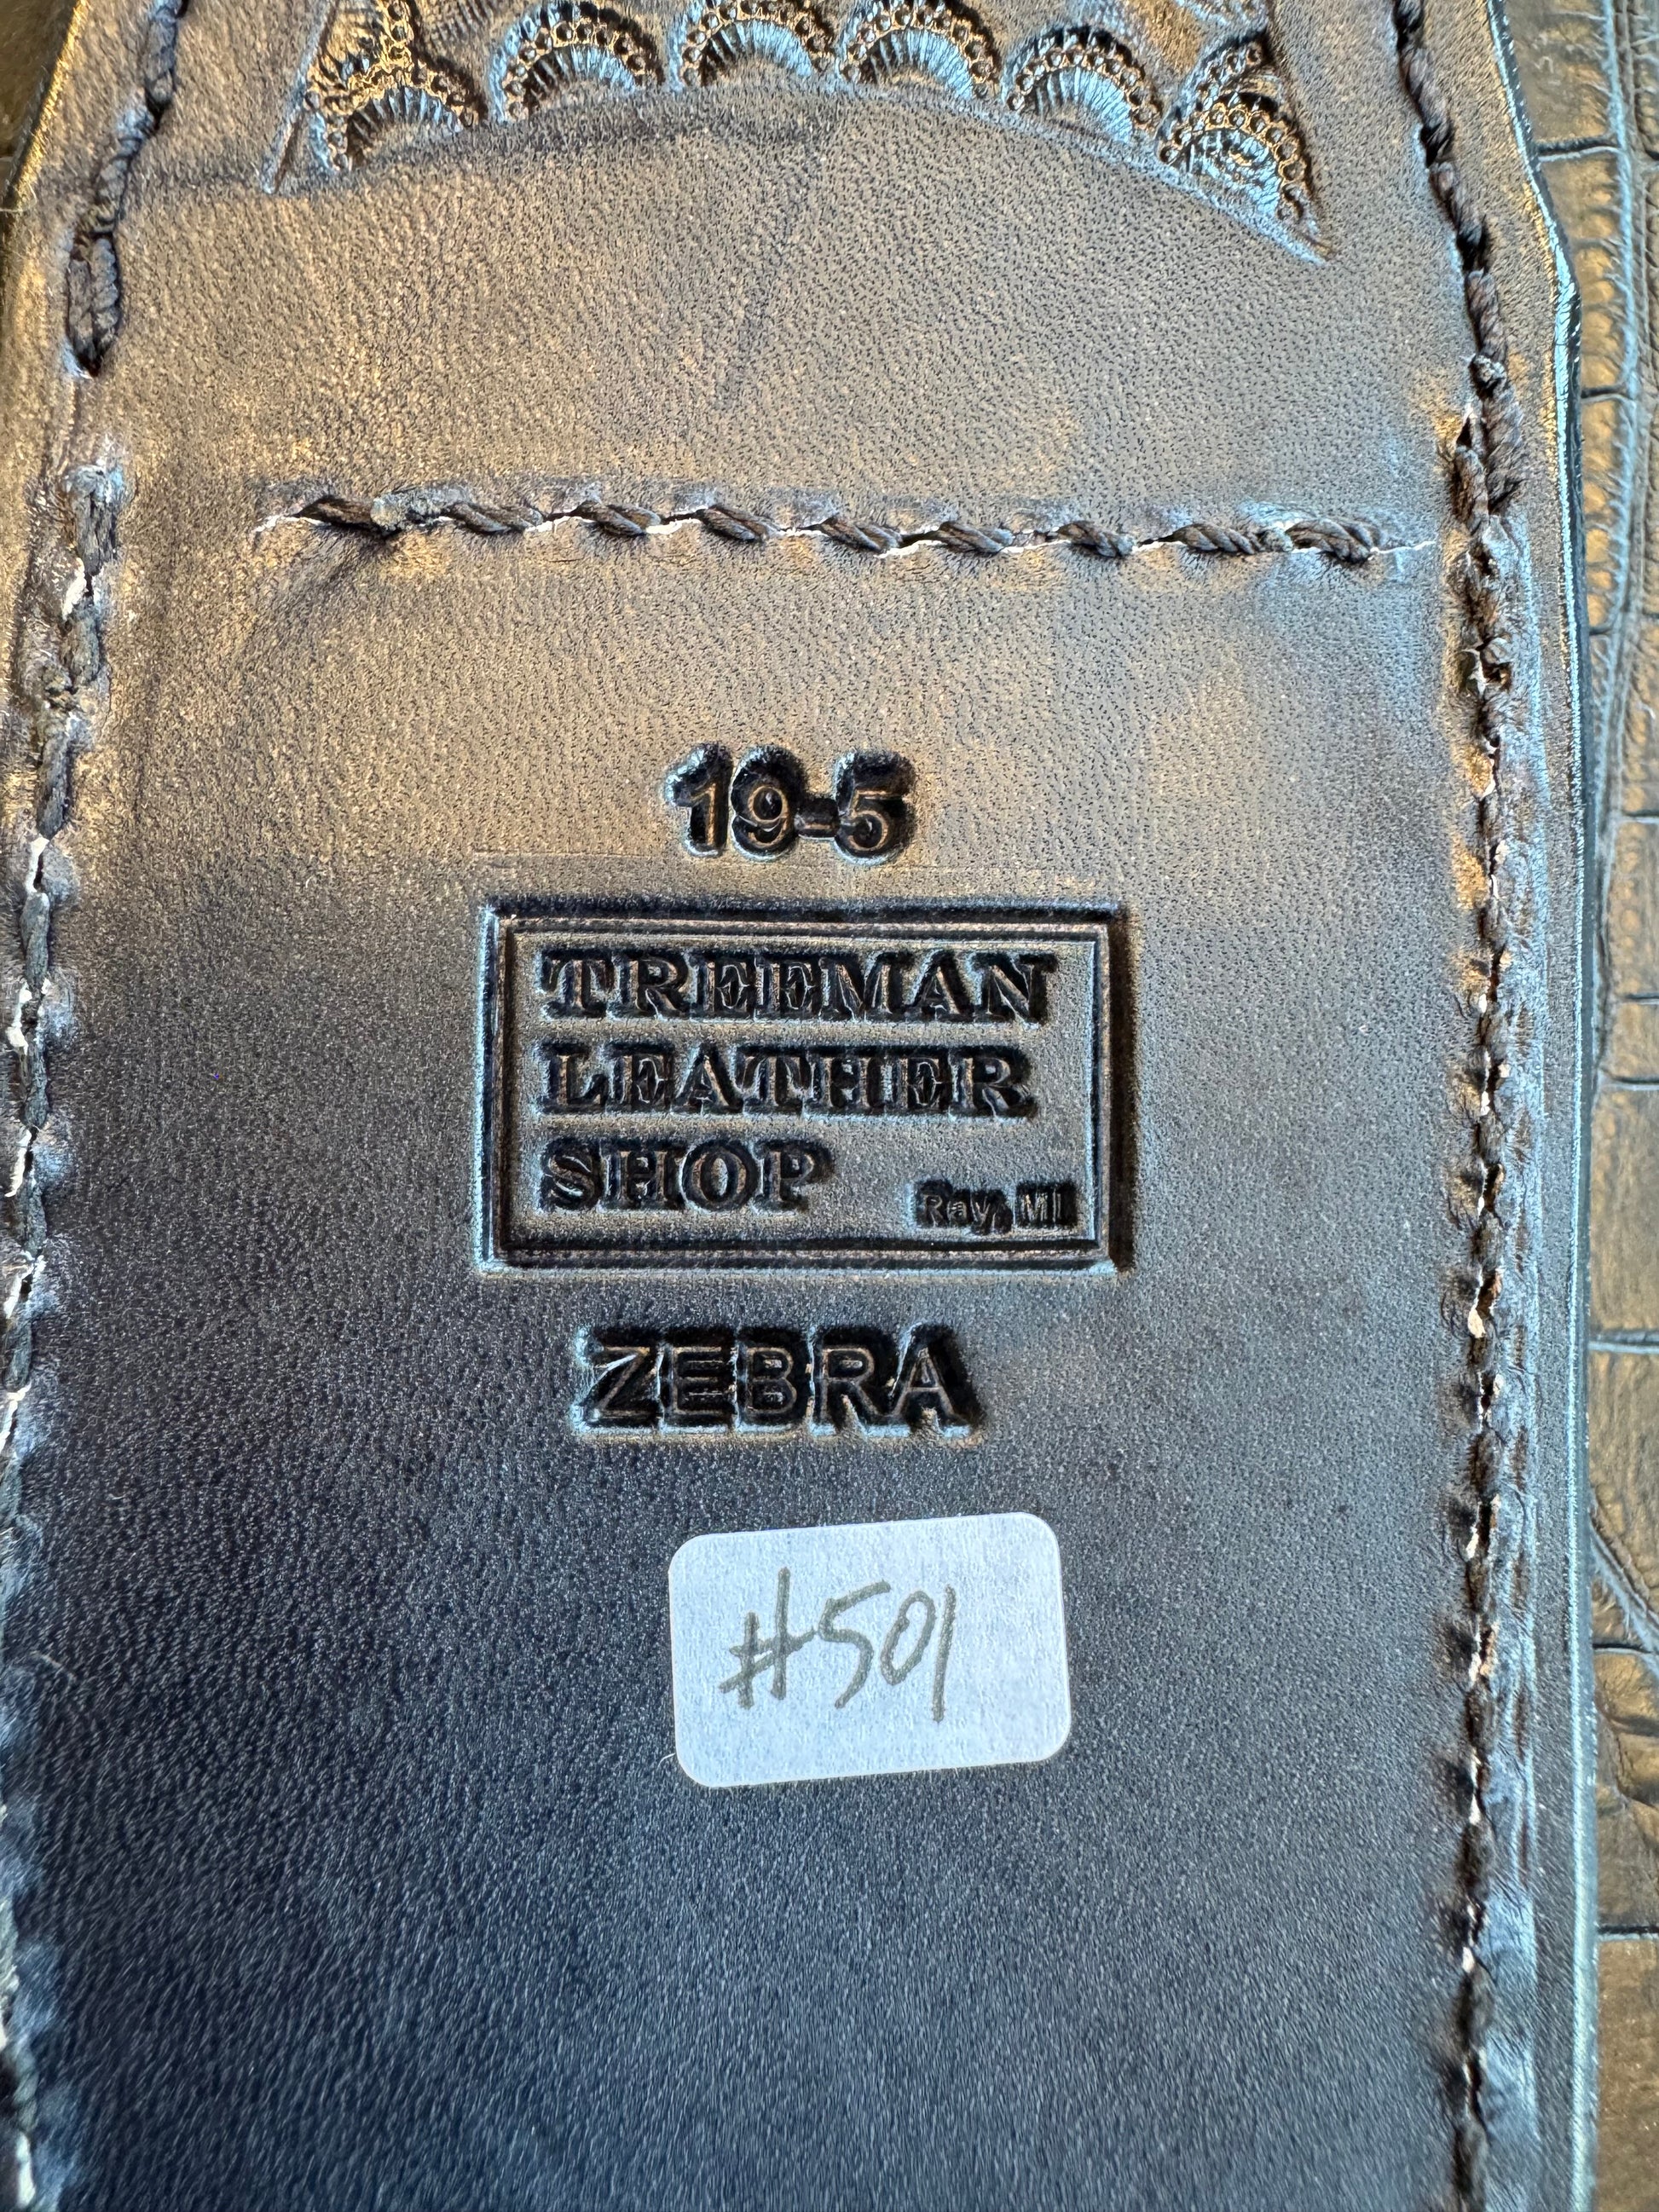 19-5
TREEMAN
LEATHER
SHOP Ray, MI
ZEBRA
#501